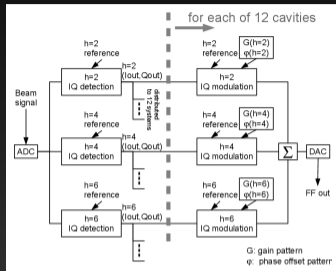 for each of 12 cavities
h=2
reference
h=2
IQ detection
h=2
(Iout,Qout)
distributed
to 12 systems
h=2
reference
G(h=2)
φ(h=2)
h=2
IQ modulation
Beam
signal
ADC
h=4
reference
h=4
IQ detection
h=4
(Iout,Qout)
h=4
reference
G(h=4)
φ(h=4)
h=4
IQ modulation
Σ
DAC
FF out
h=6
reference
h=6
IQ detection
h=6
(Iout,Qout)
h=6
reference
G(h=6)
φ(h=6)
h=6
IQ modulation
G: gain pattern
φ: phase offset pattern